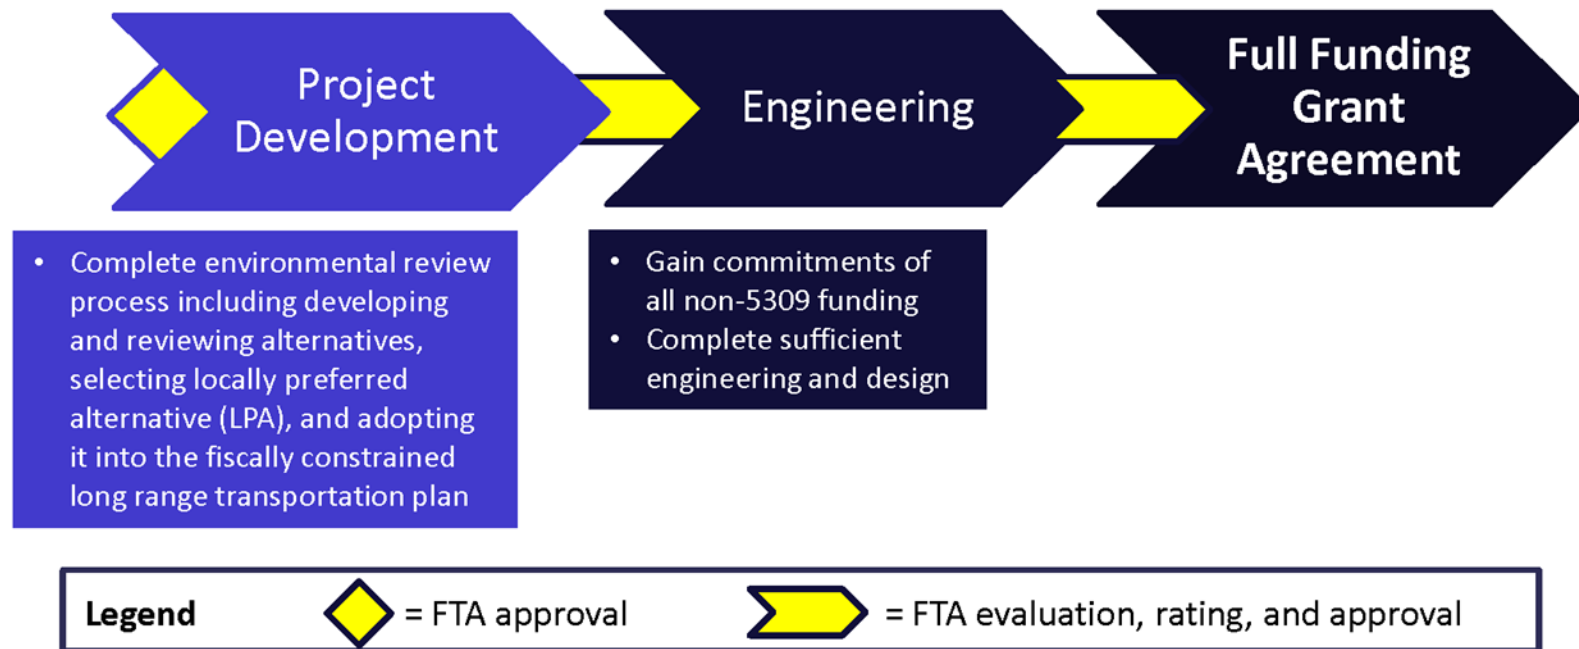 Project
Development
Engineering
Full Funding
Grant
Agreement
• Complete environmental review
process including developing
and reviewing alternatives,
selecting locally preferred
alternative (LPA), and adopting
it into the fiscally constrained
long range transportation plan
• Gain commitments of
all non-5309 funding
• Complete sufficient
engineering and design
Legend = FTA approval = FTA evaluation, rating, and approval